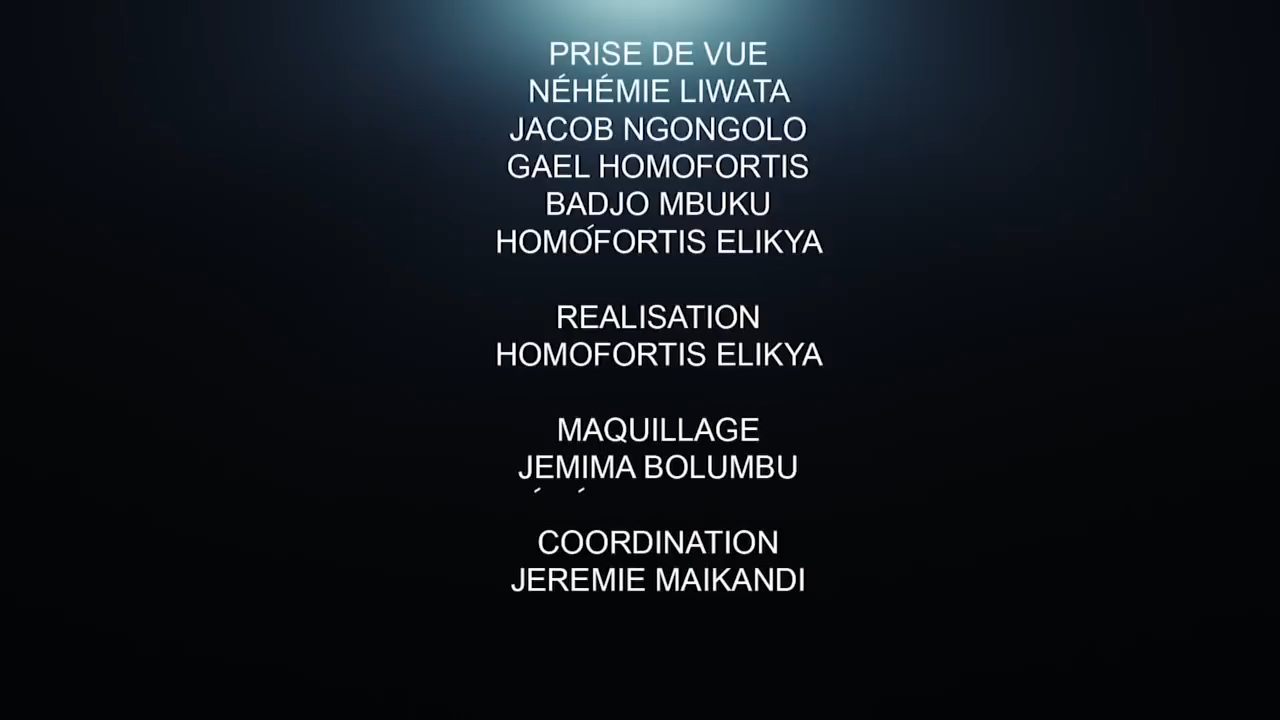 PRISE DE VUE
NÉHÉMIE LIWATA
JACOB NGONGOLO
GAEL HOMOFORTIS
BADJO MBUKU
HOMOFORTIS ELIKYA
REALISATION
HOMOFORTIS ELIKYA
MAQUILLAGE
JEMIMA BOLUMBU
COORDINATION
JEREMIE MAIKANDI